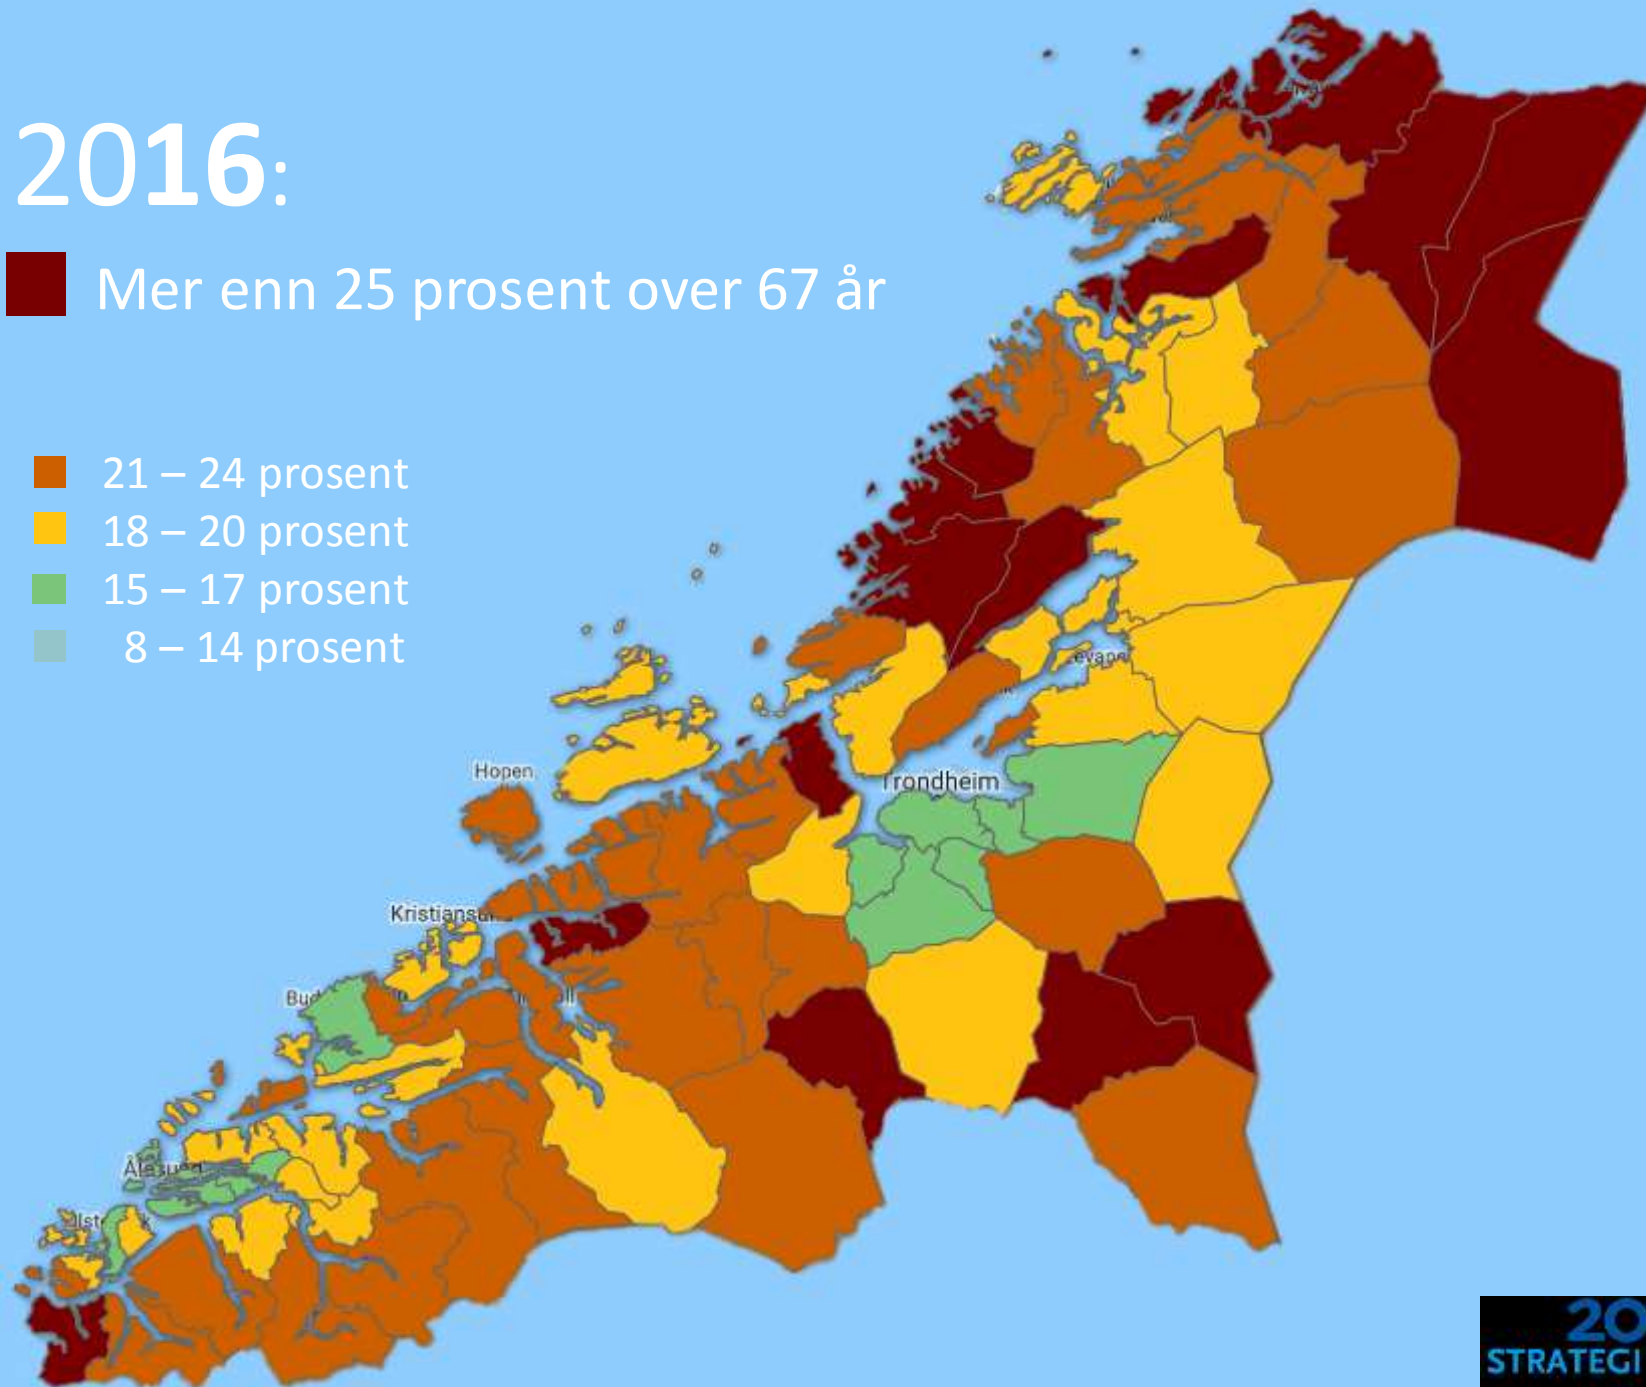 2016:
Mer enn 25 prosent over 67 år
21 – 24 prosent
18 – 20 prosent
15 – 17 prosent
8 – 14 prosent
Trondheim
Hopen
20
STRATEGI